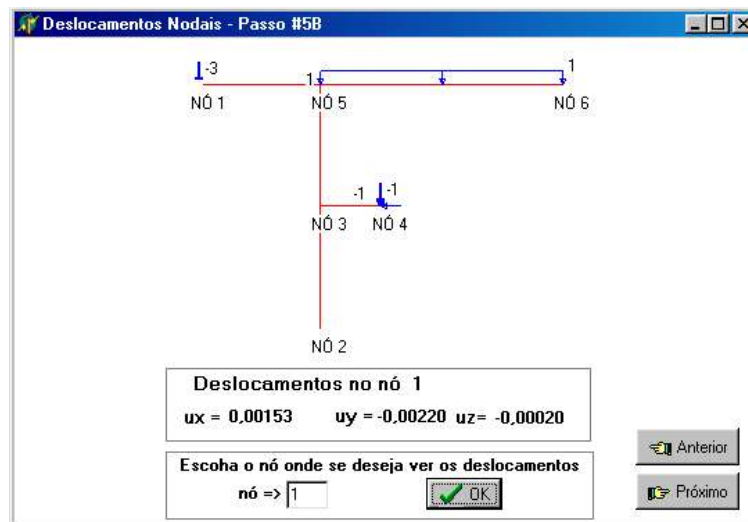 Deslocamentos Nodais - Passo #5B
-3
1
1
NÓ 1
NÓ 5
NÓ 6
-1
-1
NÓ 3
NÓ 4
NÓ 2
Deslocamentos no nó 1
ux = 0,00153 uy = -0,00220 uz= -0,00020
Escoha o nó onde se deseja ver os deslocamentos
nó => 1 OK
Anterior
Próximo